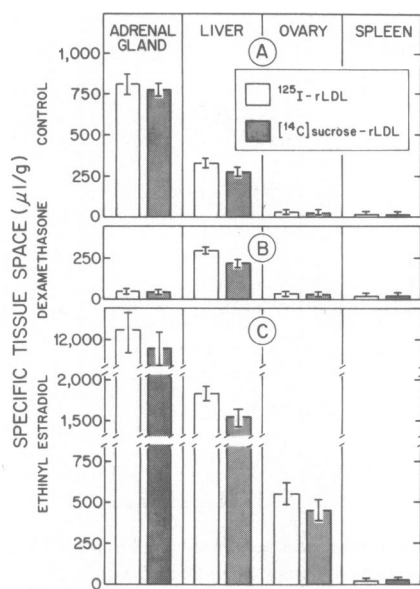 ADRENAL GLAND
LIVER
OVARY
SPLEEN
A
1,000
750
500
250
0
CONTROL
¹²⁵I-rLDL
[¹⁴C]sucrose-rLDL
B
250
0
DEXAMETHASONE
C
12,000
2,000
1,500
750
500
250
0
ETHINYL ESTRADIOL
SPECIFIC TISSUE SPACE (μl/g)